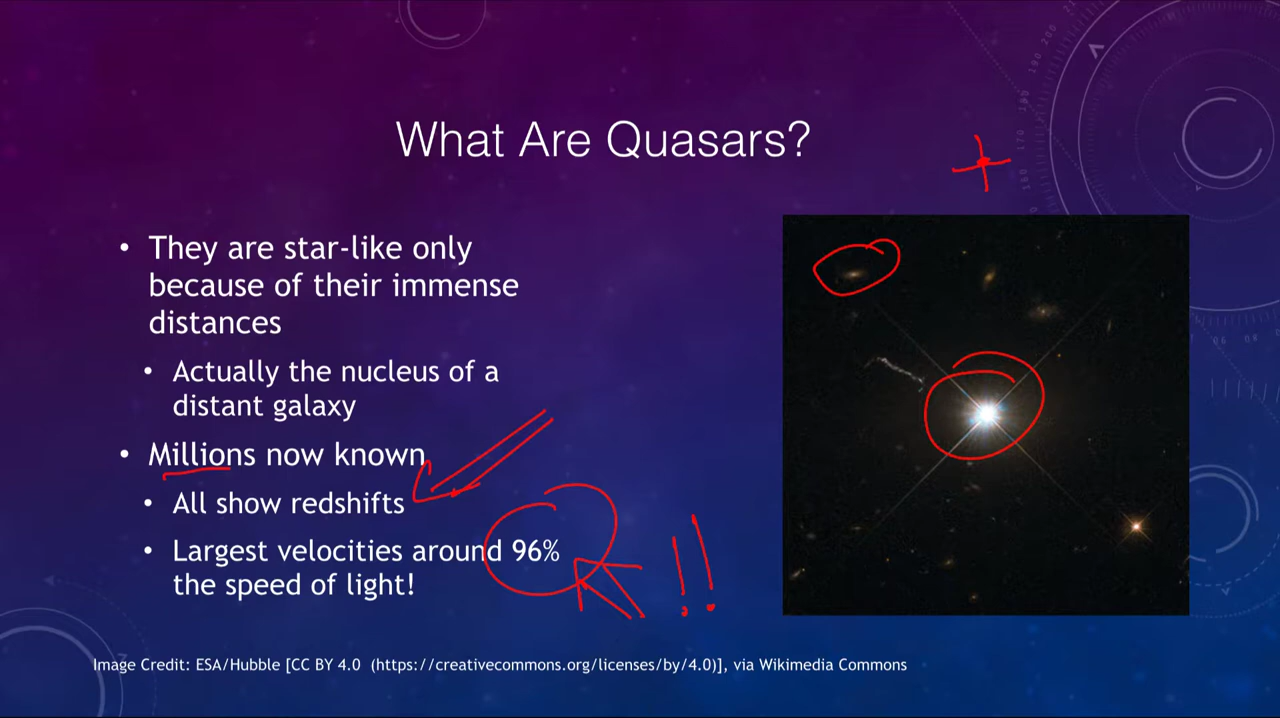 What Are Quasars?
• They are star-like only
because of their immense
distances
• Actually the nucleus of a
distant galaxy
• Millions now known
• All show redshifts
• Largest velocities around 96%
the speed of light!
!!
Image Credit: ESA/Hubble [CC BY 4.0 (https://creativecommons.org/licenses/by/4.0)], via Wikimedia Commons